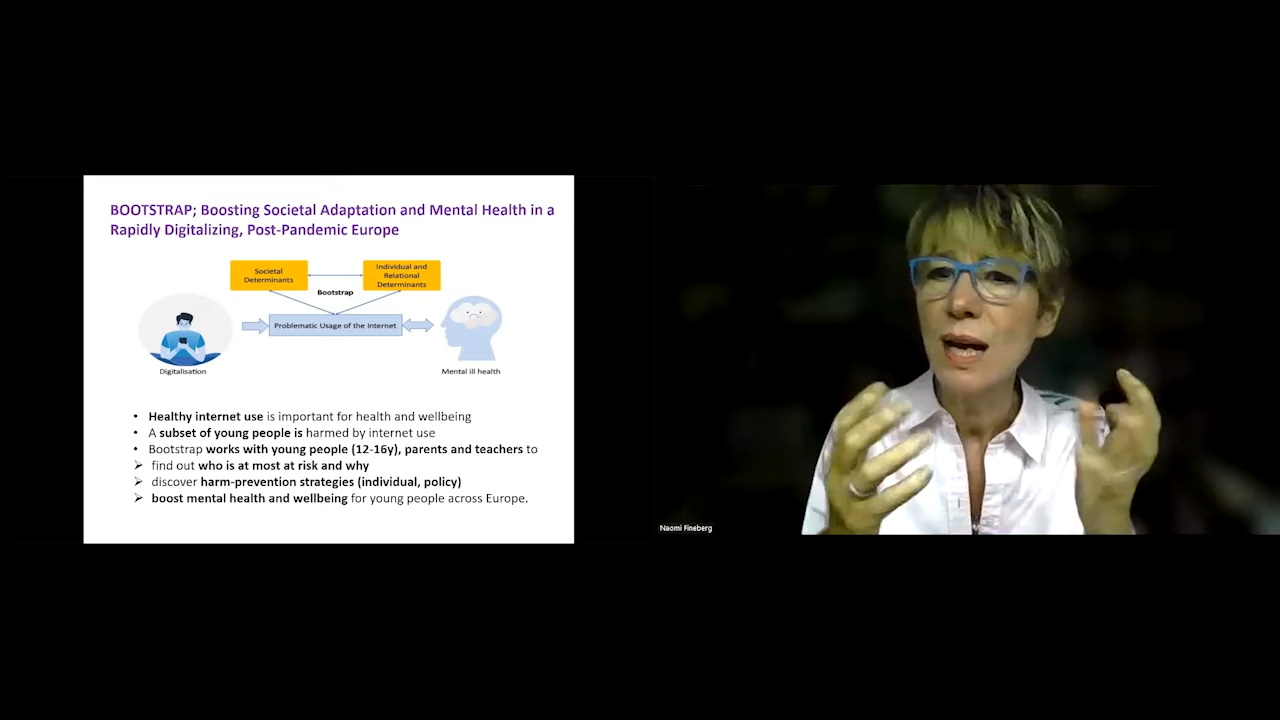 BOOTSTRAP; Boosting Societal Adaptation and Mental Health in a
Rapidly Digitalizing, Post-Pandemic Europe
Societal
Determinants
Individual and
Relational
Determinants
Bootstrap
Problematic Usage of the Internet
Digitalisation
Mental ill health
• Healthy internet use is important for health and wellbeing
• A subset of young people is harmed by internet use
• Bootstrap works with young people (12-16y), parents and teachers to
➢ find out who is at most at risk and why
➢ discover harm-prevention strategies (individual, policy)
➢ boost mental health and wellbeing for young people across Europe.
Naomi Fineberg